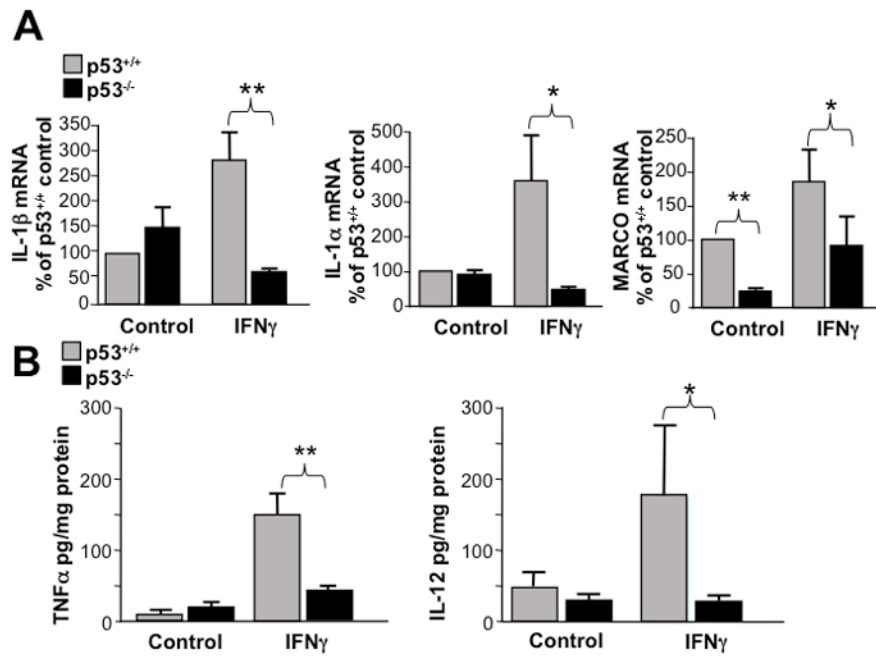 A
p53+/+
p53-/-
IL-1β mRNA
% of p53+/+ control
350
300
250
200
150
100
50
0
**
Control
IFNγ
IL-1α mRNA
% of p53+/+ control
500
400
300
200
100
0
*
Control
IFNγ
MARCO mRNA
% of p53+/+ control
250
200
150
100
50
0
**
*
Control
IFNγ
B
p53+/+
p53-/-
TNFα pg/mg protein
300
200
100
0
**
Control
IFNγ
IL-12 pg/mg protein
300
200
100
0
*
Control
IFNγ